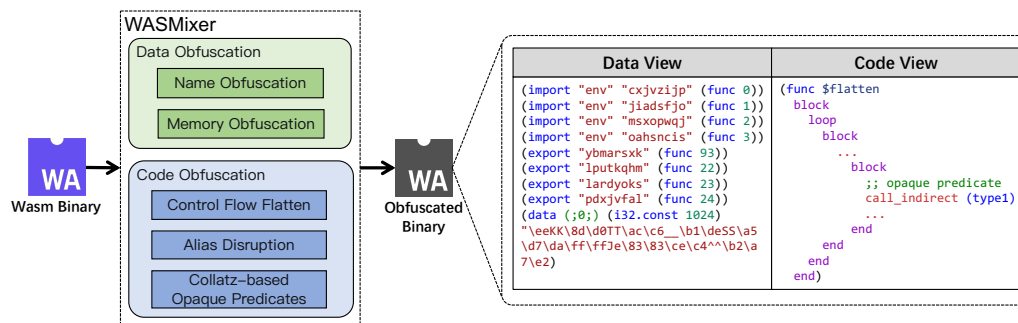 WASMixer
Data Obfuscation
Name Obfuscation
Memory Obfuscation
Code Obfuscation
Control Flow Flatten
Alias Disruption
Collatz-based
Opaque Predicates
WA
Wasm Binary
WA
Obfuscated
Binary
Data View
(import "env" "cxjvzijp" (func 0))
(import "env" "jiadsfjo" (func 1))
(import "env" "msxopwqj" (func 2))
(import "env" "oahsncis" (func 3))
(export "ybmarsxk" (func 93))
(export "lputkqhm" (func 22))
(export "lardyoks" (func 23))
(export "pdxjvfal" (func 24))
(data (;0;) (i32.const 1024)
"\eeKK\8d\d0TT\ac\c6__\b1\deSS\a5
\d7\da\ff\ffJe\83\83\ce\c4^^\b2\a
7\e2)
Code View
(func $flatten
block
loop
block
...
block
;; opaque predicate
call_indirect (type1)
...
end
end
end
end)